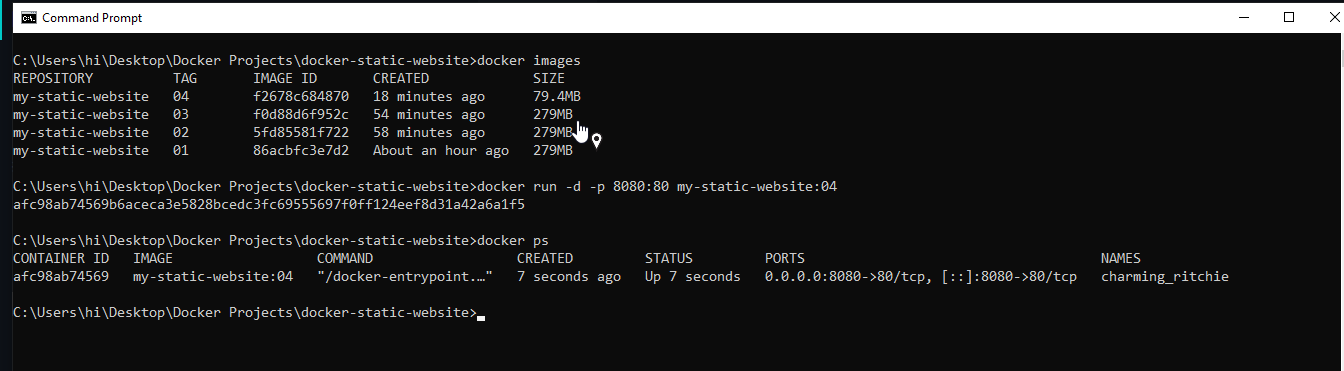 Command Prompt
C:\Users\hi\Desktop\Docker Projects\docker-static-website>docker images
REPOSITORY TAG IMAGE ID CREATED SIZE
my-static-website 04 f2678c684870 18 minutes ago 79.4MB
my-static-website 03 f0d88d6f952c 54 minutes ago 279MB
my-static-website 02 5fd85581f722 58 minutes ago 279MB
my-static-website 01 86acbfc3e7d2 About an hour ago 279MB
C:\Users\hi\Desktop\Docker Projects\docker-static-website>docker run -d -p 8080:80 my-static-website:04
afc98ab74569b6aceca3e5828bcedc3fc69555697f0ff124eef8d31a42a6a1f5
C:\Users\hi\Desktop\Docker Projects\docker-static-website>docker ps
CONTAINER ID IMAGE COMMAND CREATED STATUS PORTS NAMES
afc98ab74569 my-static-website:04 "/docker-entrypoint.…" 7 seconds ago Up 7 seconds 0.0.0.0:8080->80/tcp, [::]:8080->80/tcp charming_ritchie
C:\Users\hi\Desktop\Docker Projects\docker-static-website>